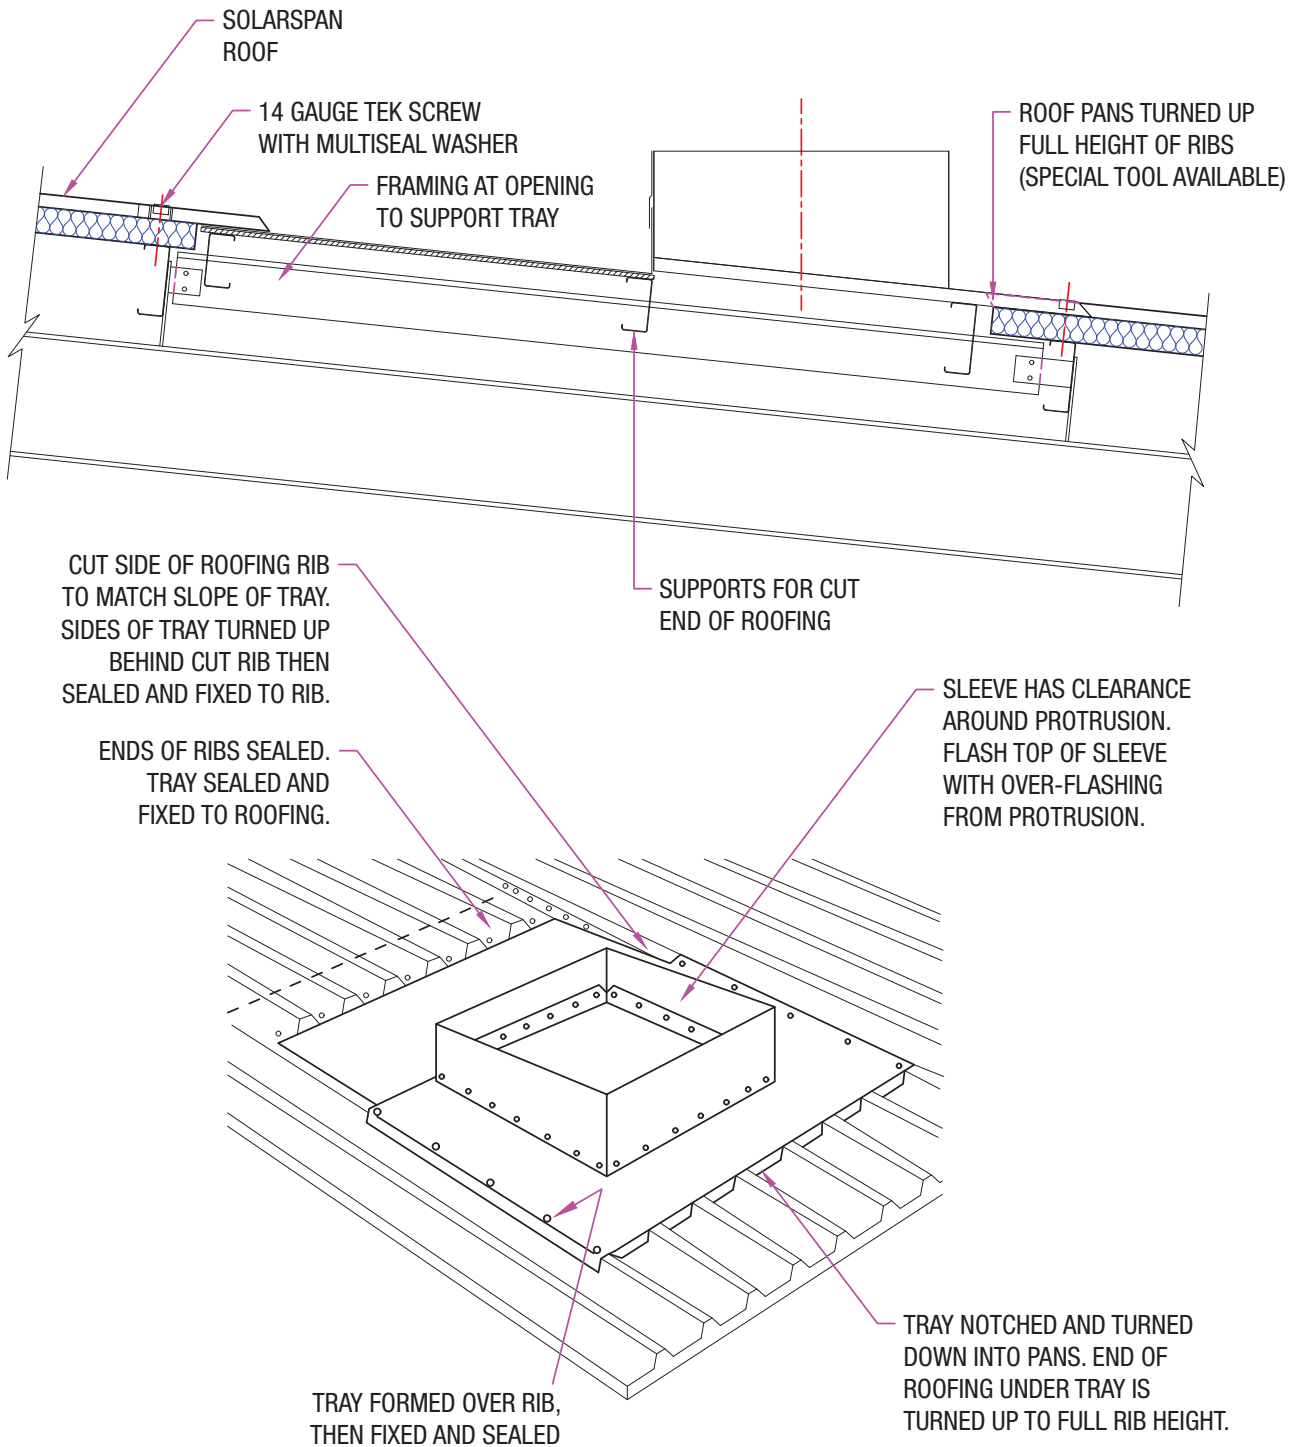 SOLARSPAN
ROOF
14 GAUGE TEK SCREW
WITH MULTISEAL WASHER
FRAMING AT OPENING
TO SUPPORT TRAY
ROOF PANS TURNED UP
FULL HEIGHT OF RIBS
(SPECIAL TOOL AVAILABLE)
SUPPORTS FOR CUT
END OF ROOFING
CUT SIDE OF ROOFING RIB
TO MATCH SLOPE OF TRAY.
SIDES OF TRAY TURNED UP
BEHIND CUT RIB THEN
SEALED AND FIXED TO RIB.
ENDS OF RIBS SEALED.
TRAY SEALED AND
FIXED TO ROOFING.
SLEEVE HAS CLEARANCE
AROUND PROTRUSION.
FLASH TOP OF SLEEVE
WITH OVER-FLASHING
FROM PROTRUSION.
TRAY FORMED OVER RIB,
THEN FIXED AND SEALED
TRAY NOTCHED AND TURNED
DOWN INTO PANS. END OF
ROOFING UNDER TRAY IS
TURNED UP TO FULL RIB HEIGHT.